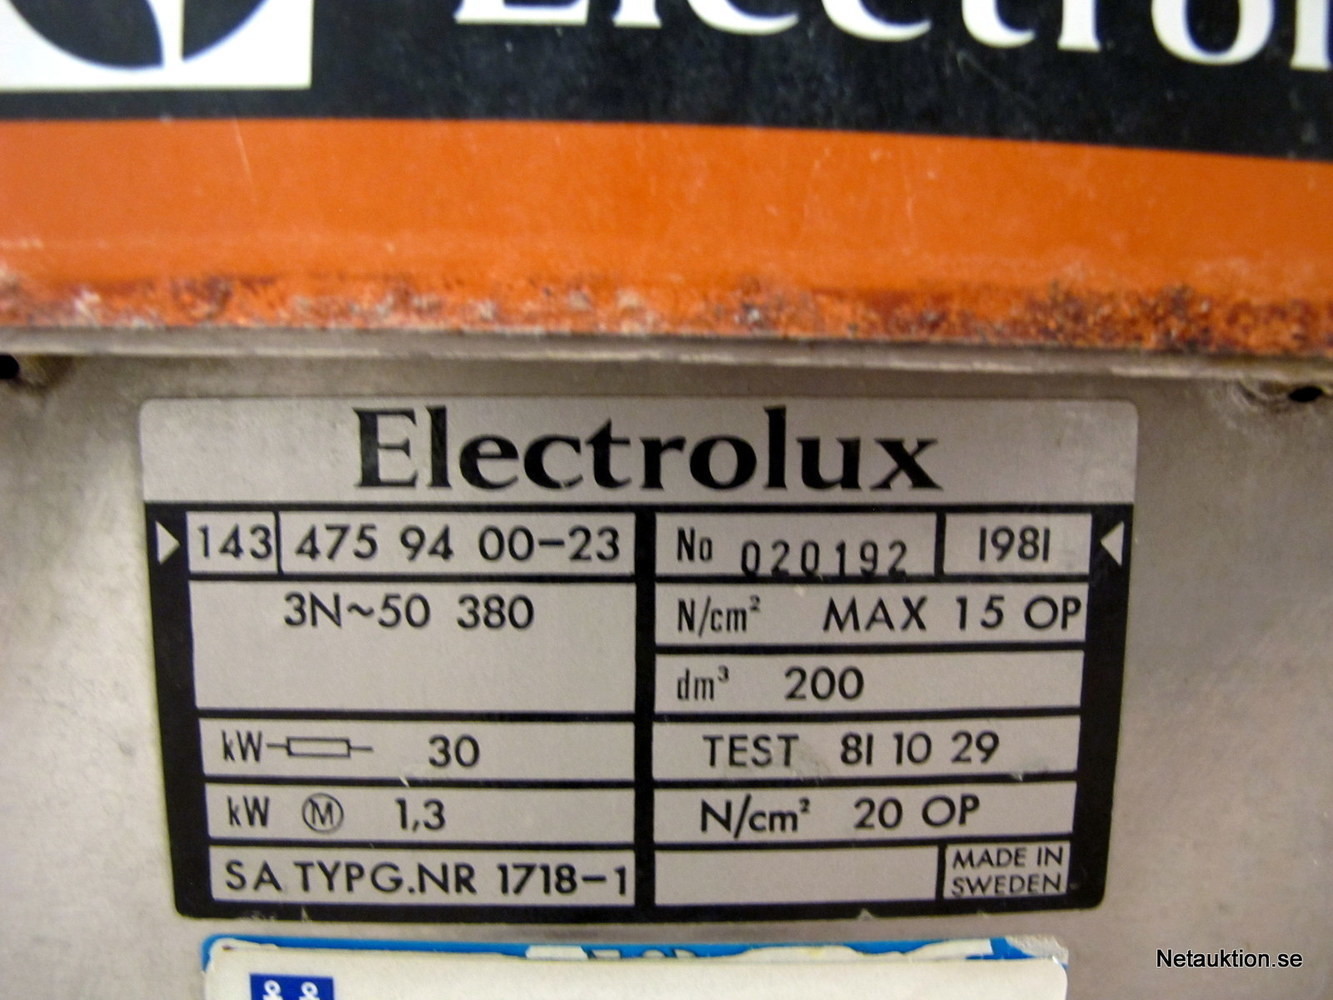 Electrol
Electrolux
143 475 94 00-23
No 020192 1981
3N~50 380
N/cm² MAX 15 OP
dm³ 200
kW 30
TEST 81 10 29
kW M 1,3
N/cm² 20 OP
SA TYPG.NR 1718-1
MADE IN
SWEDEN
Netauktion.se